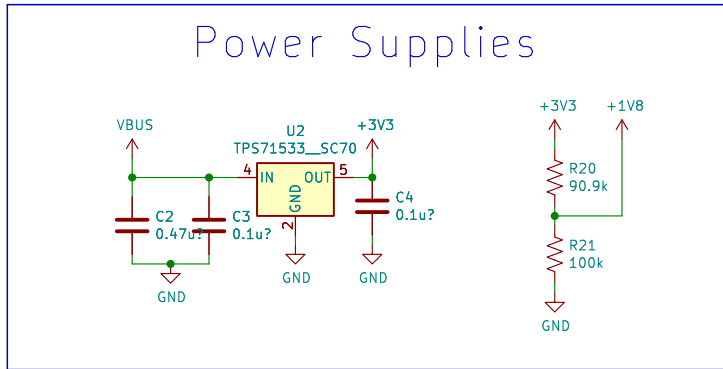 Power Supplies
VBUS
U2
TPS71533__SC70
+3V3
4
IN
OUT
5
GND
2
C2
0.47u?
C3
0.1u?
C4
0.1u?
GND
GND
GND
+3V3
+1V8
R20
90.9k
R21
100k
GND